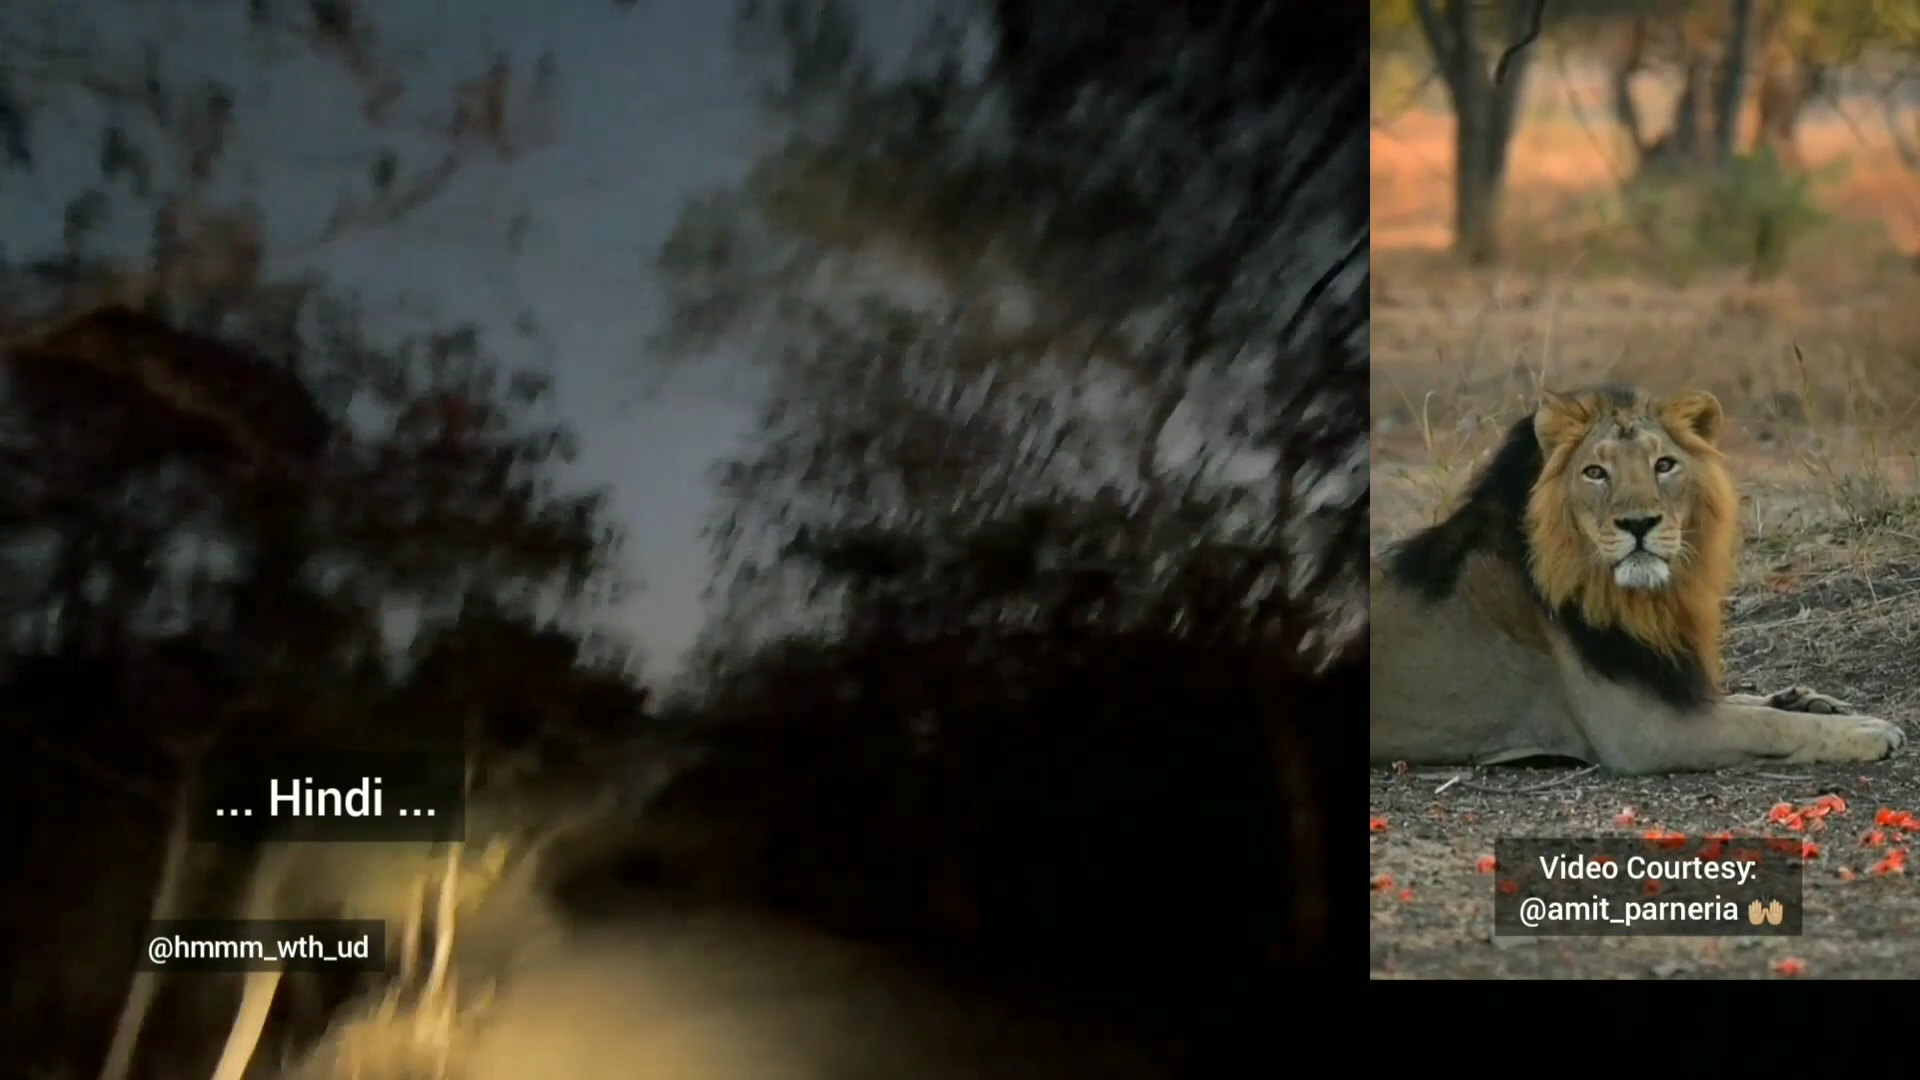 ... Hindi ...
@hmmm_wth_ud
Video Courtesy:
@amit_parneria 🙌🏼